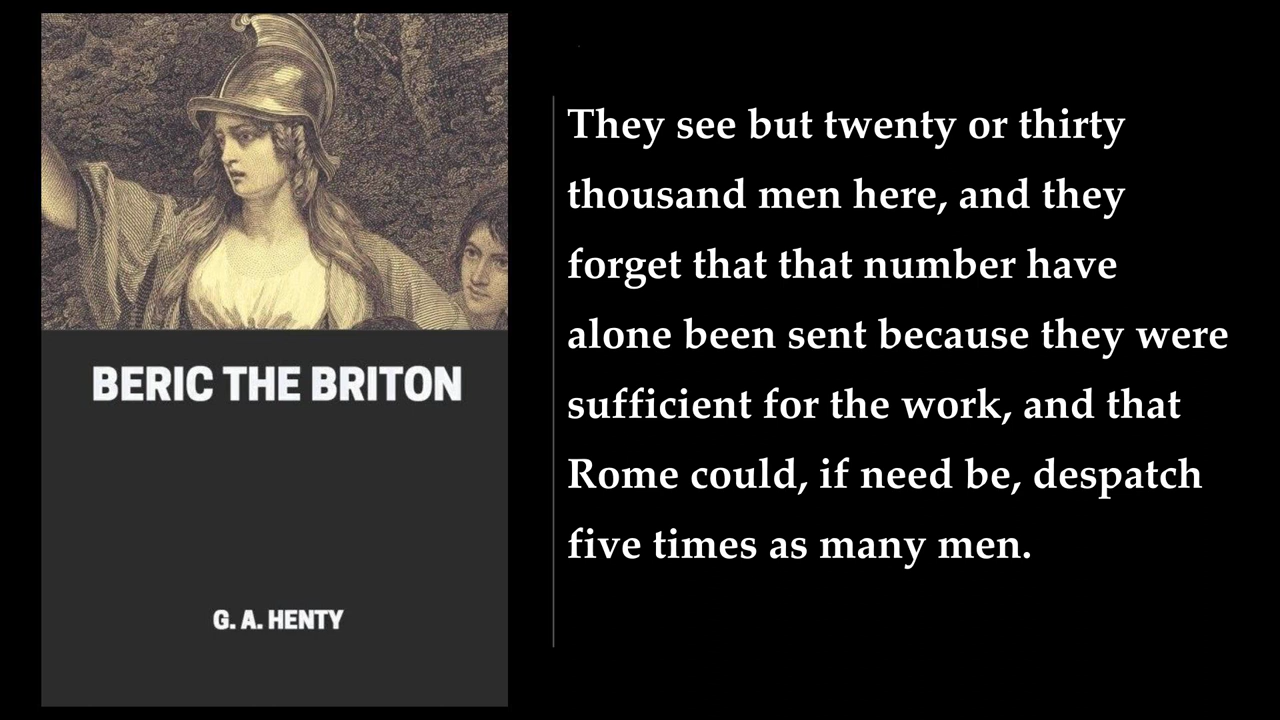 BERIC THE BRITON
G. A. HENTY
They see but twenty or thirty
thousand men here, and they
forget that that number have
alone been sent because they were
sufficient for the work, and that
Rome could, if need be, despatch
five times as many men.